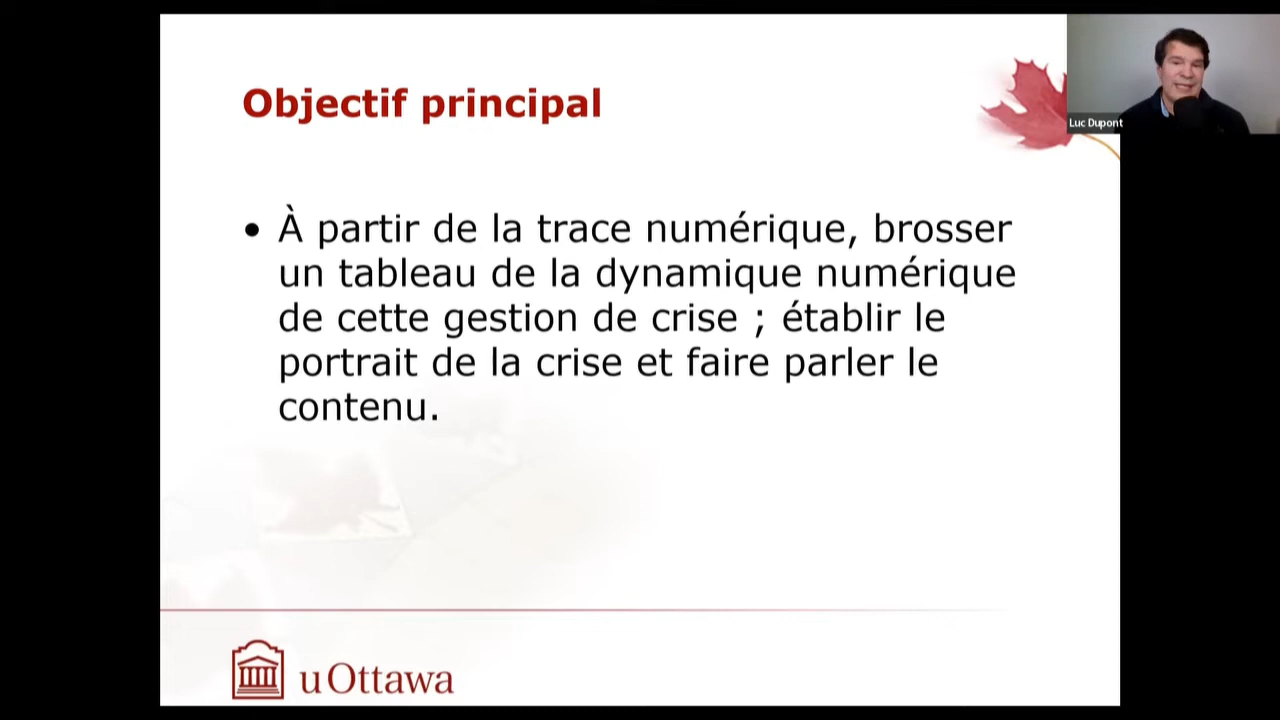 Objectif principal
Luc Dupont
• À partir de la trace numérique, brosser
un tableau de la dynamique numérique
de cette gestion de crise ; établir le
portrait de la crise et faire parler le
contenu.
uOttawa